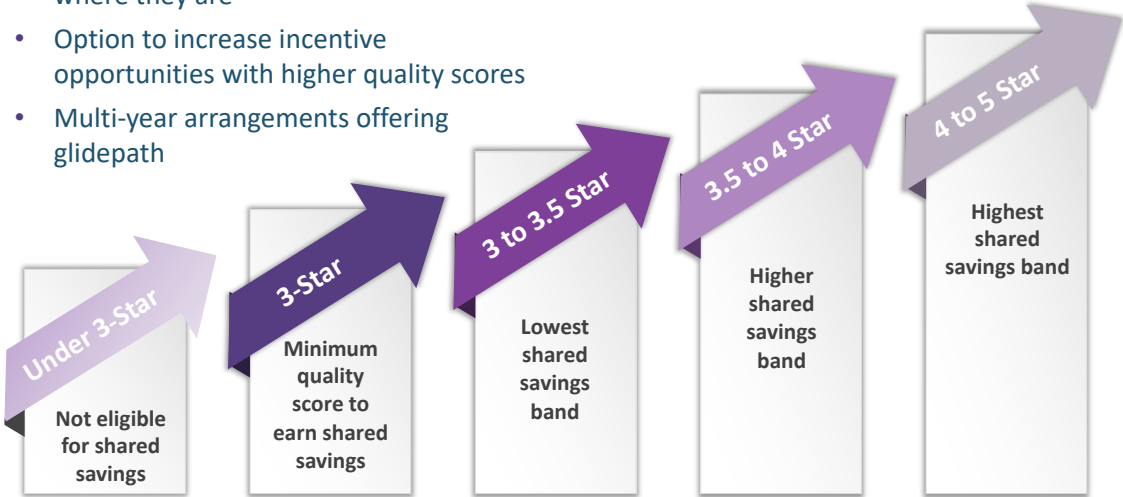 where they are
• Option to increase incentive
opportunities with higher quality scores
• Multi-year arrangements offering
glidepath
Under 3-Star
Not eligible
for shared
savings
3-Star
Minimum
quality
score to
earn shared
savings
3 to 3.5 Star
Lowest
shared
savings
band
3.5 to 4 Star
Higher
shared
savings
band
4 to 5 Star
Highest
shared
savings band